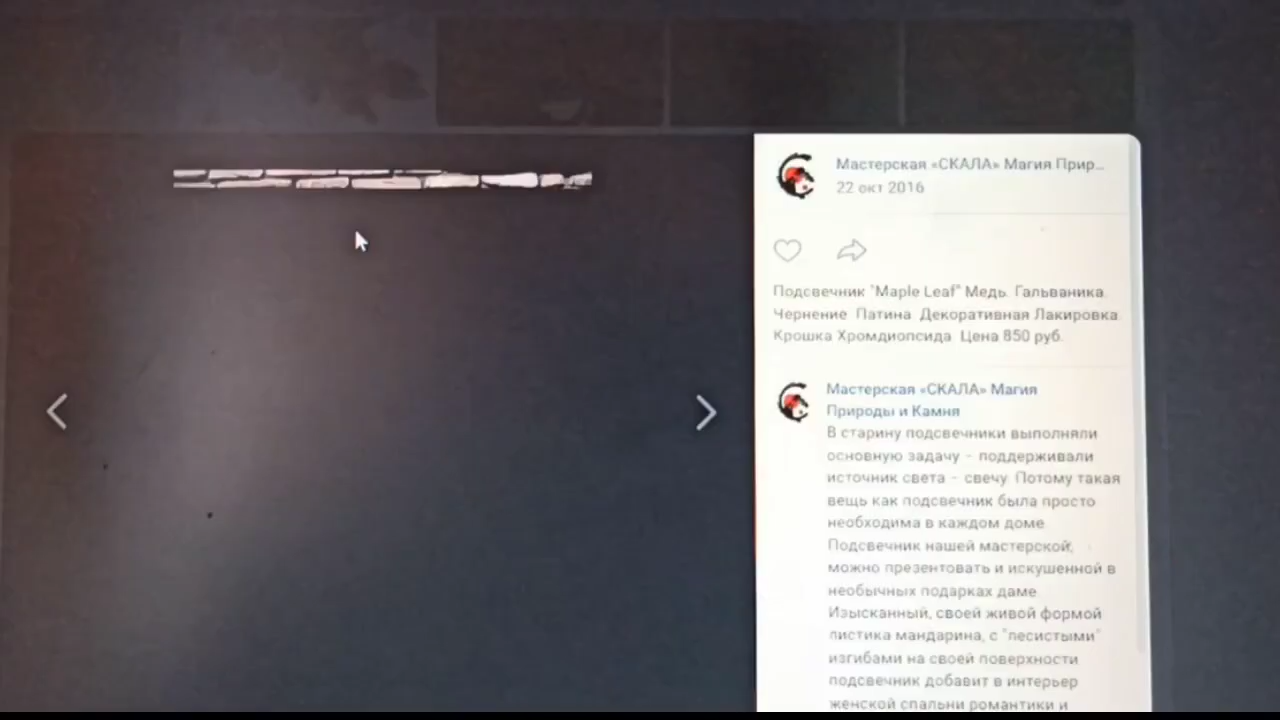 Мастерская «СКАЛА» Магия Прир...
22 окт 2016
Подсвечник "Maple Leaf" Медь. Гальваника.
Чернение Патина Декоративная Лакировка.
Крошка Хромдиопсида Цена 850 руб.
Мастерская «СКАЛА» Магия
Природы и Камня
В старину подсвечники выполняли
основную задачу - поддерживали
источник света - свечу. Потому такая
вещь как подсвечник была просто
необходима в каждом доме
Подсвечник нашей мастерской,
можно презентовать и искушенной в
необычных подарках даме
Изысканный, своей живой формой
листика мандарина, с "лесистыми"
изгибами на своей поверхности
подсвечник добавит в интерьер
женской спальни романтики и